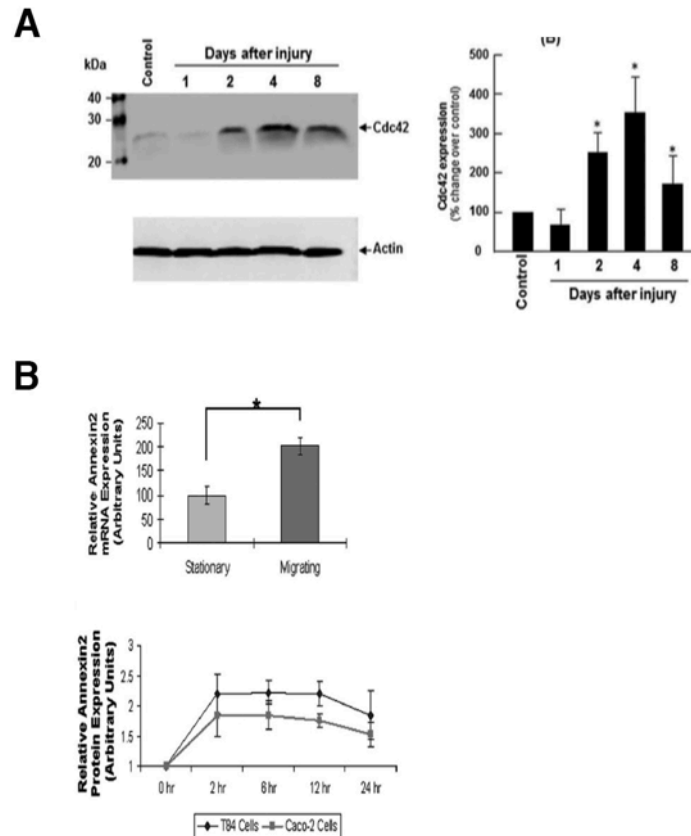 A
Days after injury
kDa
Control
1 2 4 8
40
30
20
Cdc42
Actin
(B)
Cdc42 expression
(% change over control)
500
400
300
200
100
0
*
*
*
Control
1 2 4 8
Days after injury
B
Relative Annexin2
mRNA Expression
(Arbitrary Units)
250
200
150
100
50
0
*
Stationary Migrating
Relative Annexin2
Protein Expression
(Arbitrary Units)
3
2.5
2
1.5
1
0 hr 2 hr 6 hr 12 hr 24 hr
T84 Cells Caco-2 Cells